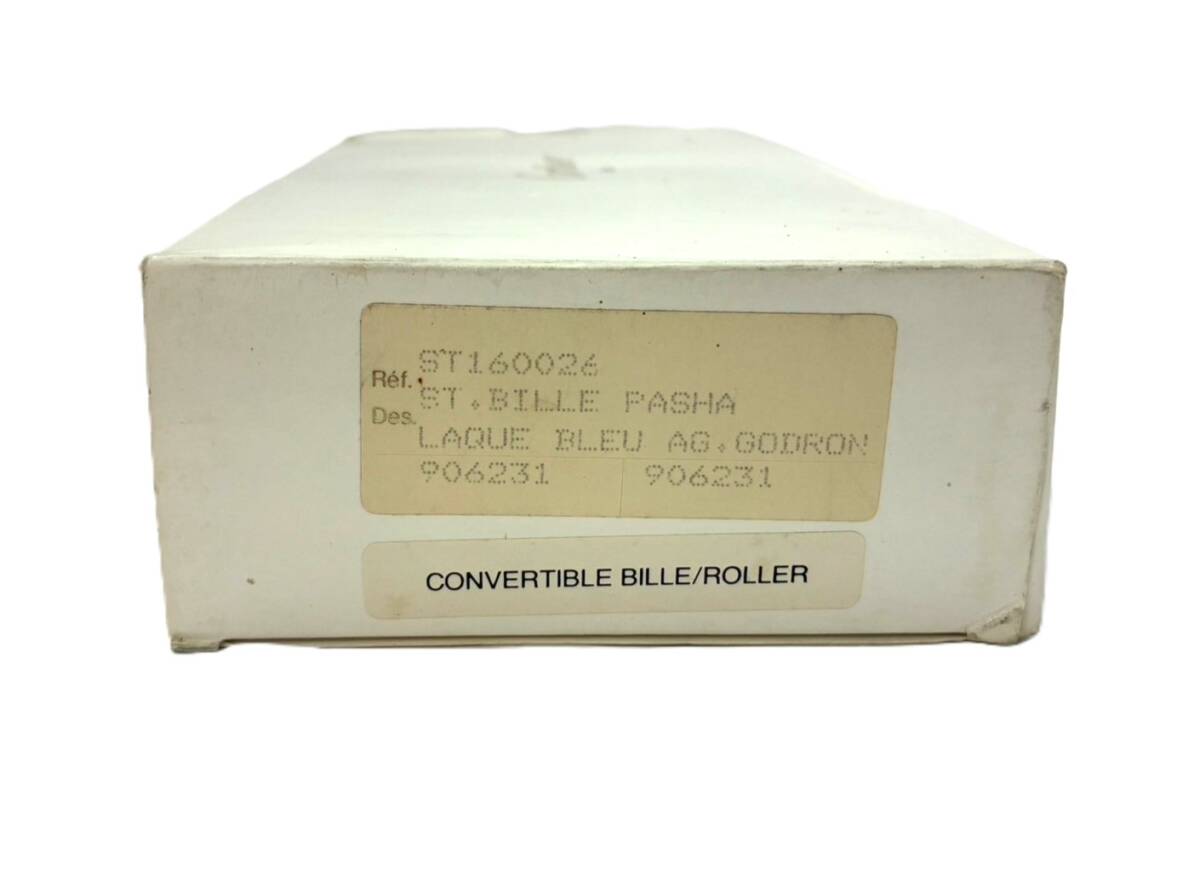 Réf. ST160026
Des. ST.BILLE PASHA
LAQUE BLEU AG.GODRON
906231 906231
CONVERTIBLE BILLE/ROLLER